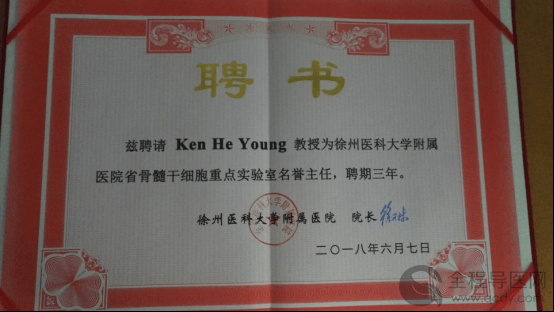 聘书
兹聘请 Ken He Young 教授为徐州医科大学附属
医院省骨髓干细胞重点实验室名誉主任，聘期三年。
徐州医科大学附属医院 院长
二〇一八年六月七日
全程导医网